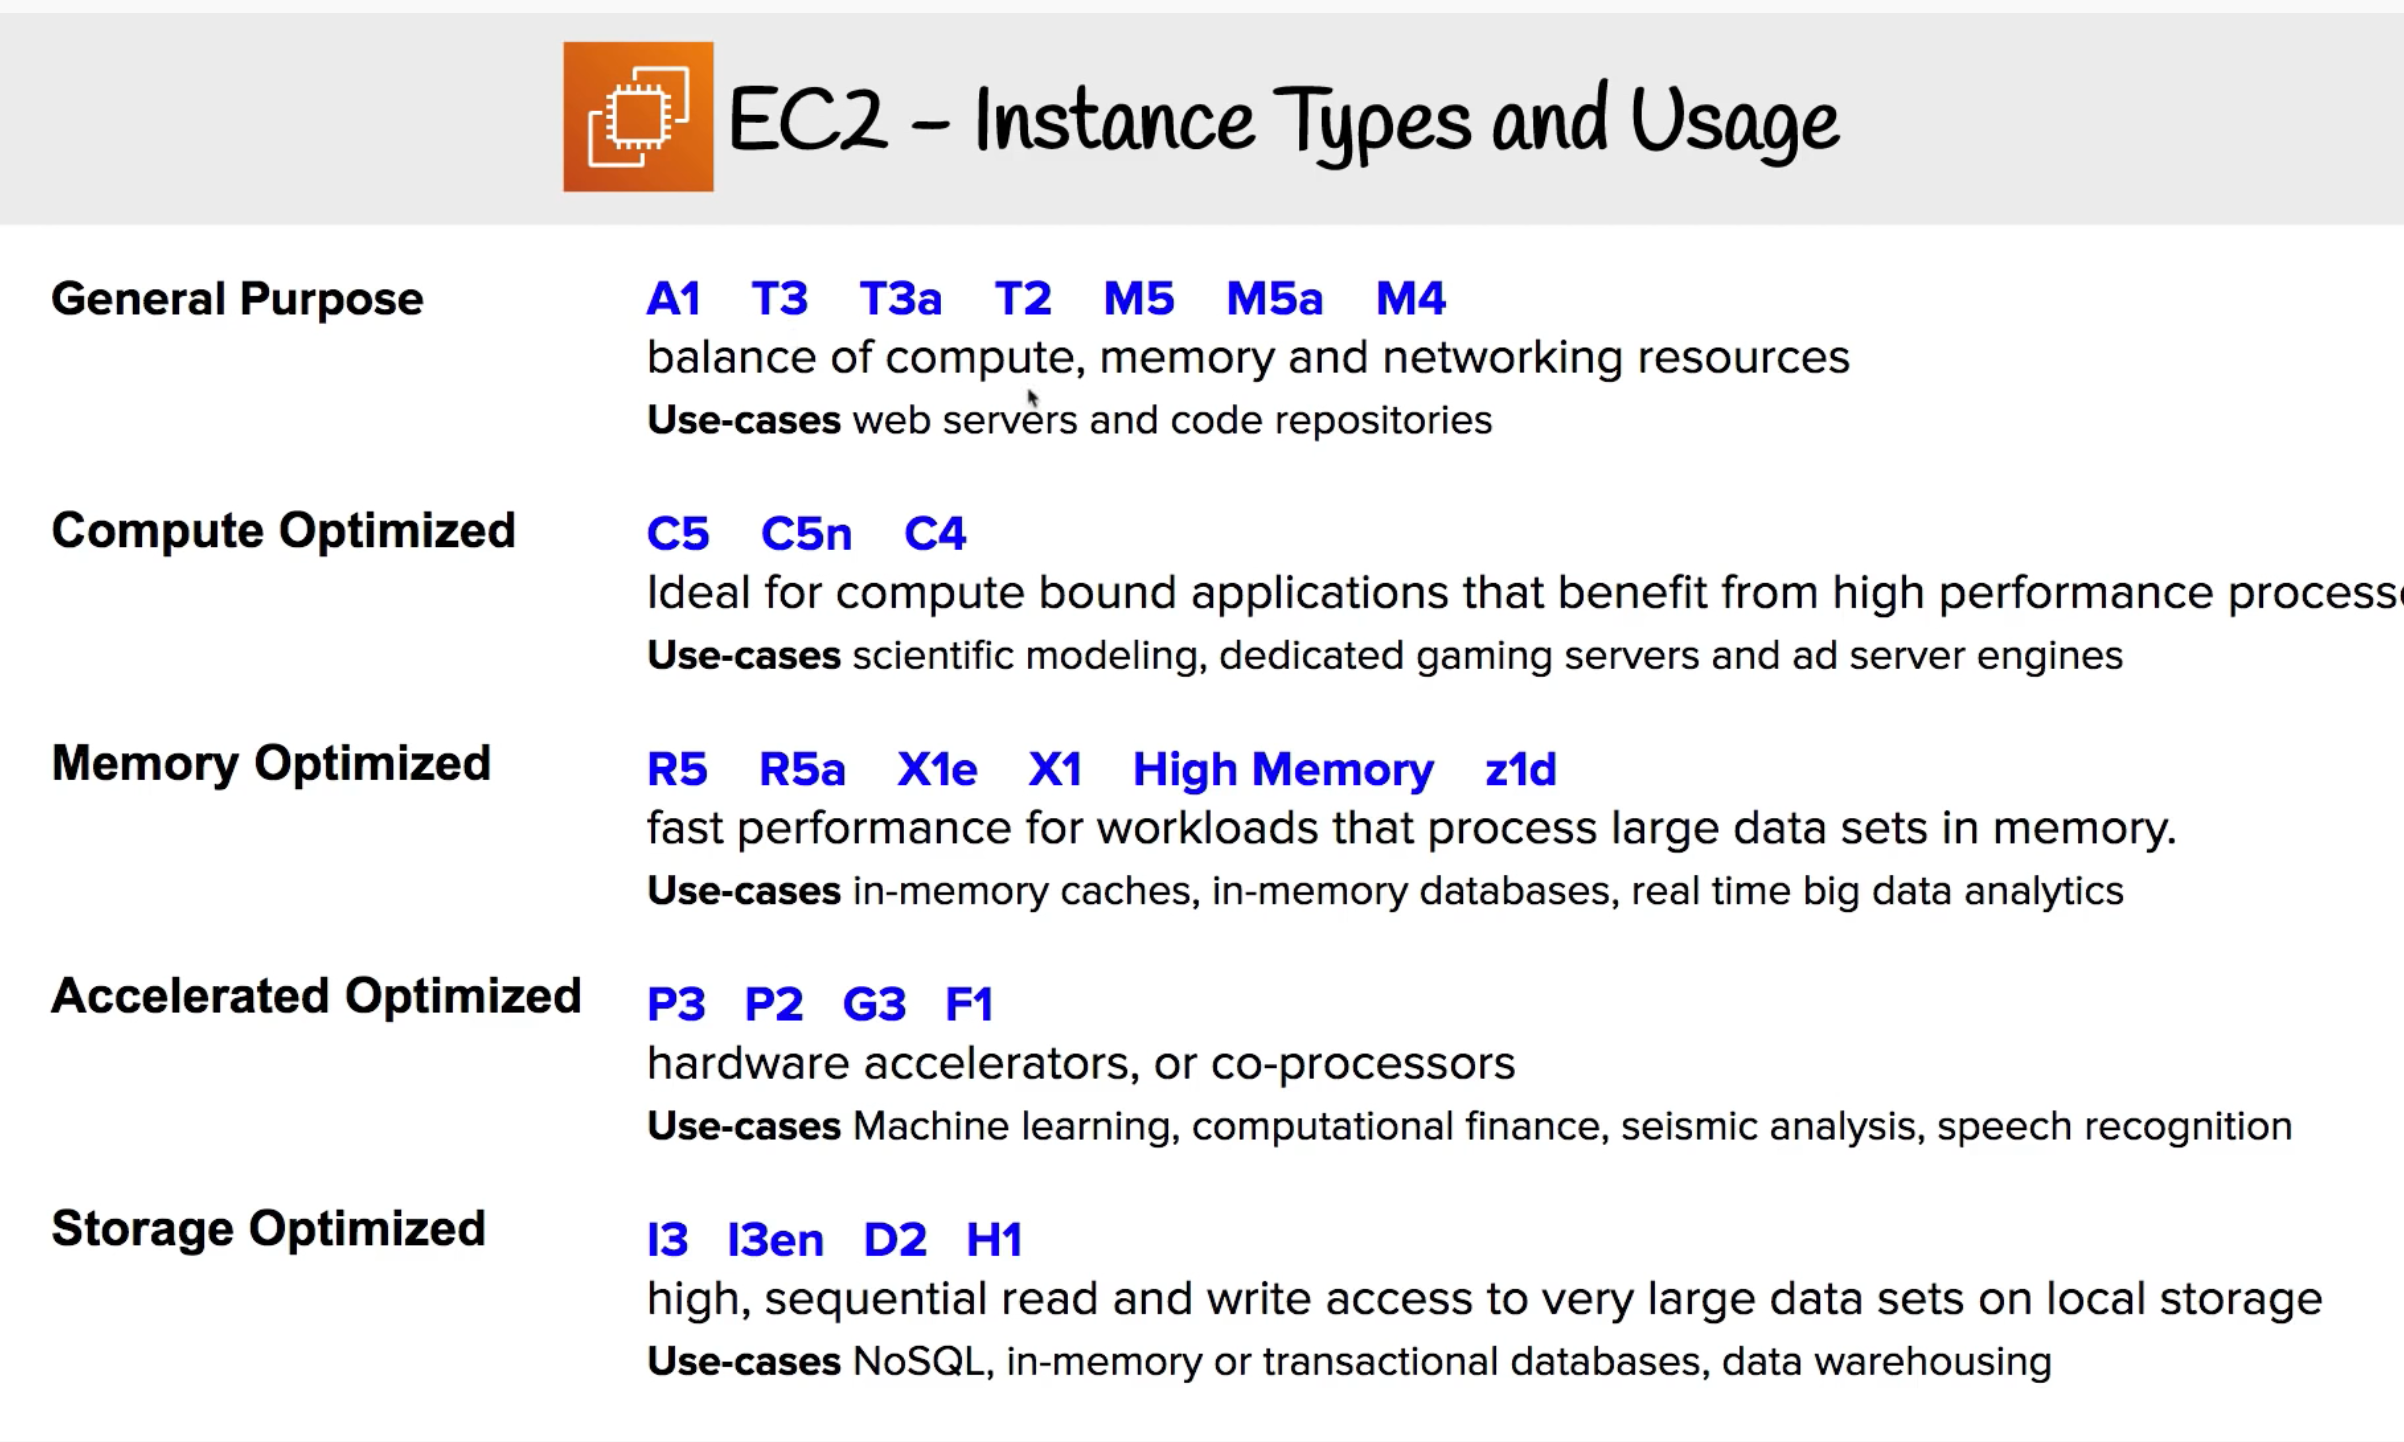 EC2 – Instance Types and Usage
General Purpose
A1 T3 T3a T2 M5 M5a M4
balance of compute, memory and networking resources
Use-cases web servers and code repositories
Compute Optimized
C5 C5n C4
Ideal for compute bound applications that benefit from high performance
Use-cases scientific modeling, dedicated gaming servers and ad server engines
Memory Optimized
R5 R5a X1e X1 High Memory z1d
fast performance for workloads that process large data sets in memory.
Use-cases in-memory caches, in-memory databases, real time big data analytics
Accelerated Optimized
P3 P2 G3 F1
hardware accelerators, or co-processors
Use-cases Machine learning, computational finance, seismic analysis, speech recognition
Storage Optimized
I3 I3en D2 H1
high, sequential read and write access to very large data sets on local storage
Use-cases NoSQL, in-memory or transactional databases, data warehousing